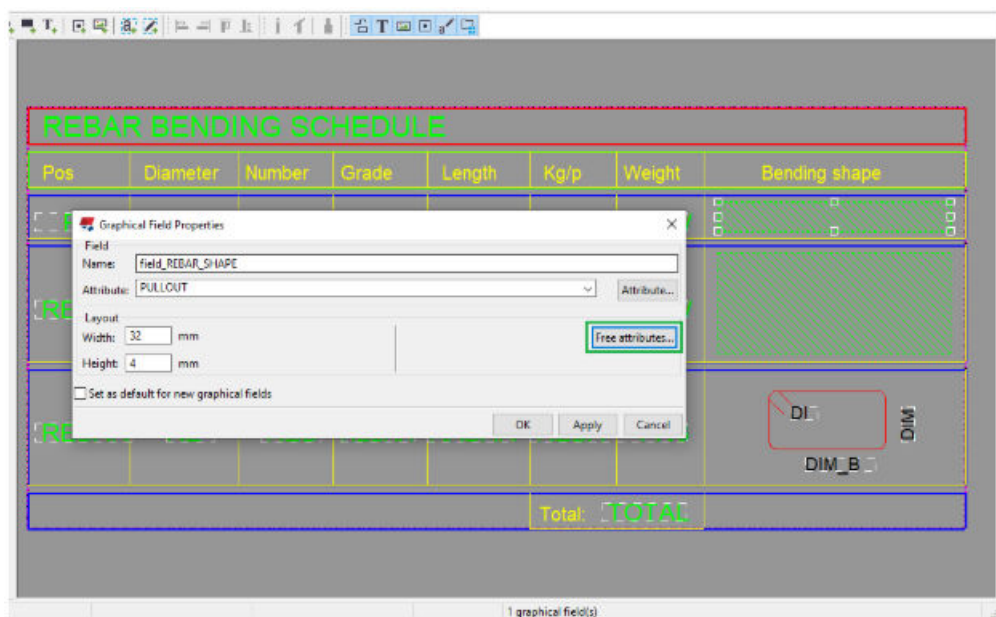 REBAR BENDING SCHEDULE
Pos Diameter Number Grade Length Kg/p Weight Bending shape
Graphical Field Properties
Field
Name: field_REBAR_SHAPE
Attribute: PULLOUT Attribute...
Layout
Width: 32 mm
Free attributes...
Height: 4 mm
Set as default for new graphical fields
OK Apply Cancel
DI
DIM
DIM_B
Total: TOTAL
1 graphical field(s)